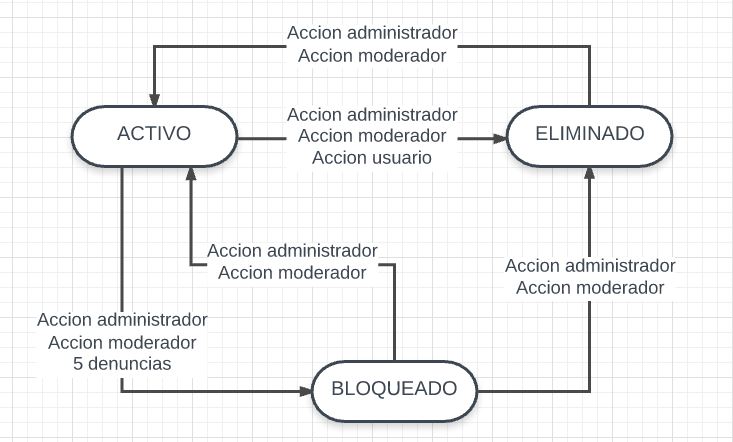 Accion administrador
Accion moderador
ACTIVO
Accion administrador
Accion moderador
Accion usuario
ELIMINADO
Accion administrador
Accion moderador
Accion administrador
Accion moderador
Accion administrador
Accion moderador
5 denuncias
BLOQUEADO